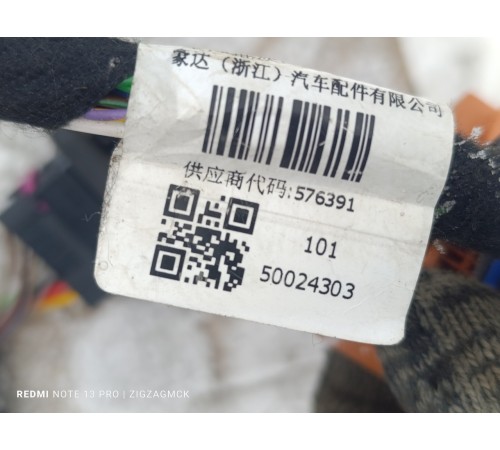 豪达（浙江）汽车配件有限公司
供应商代码:576391
101
50024303
REDMI NOTE 13 PRO | ZIGZAGMCK